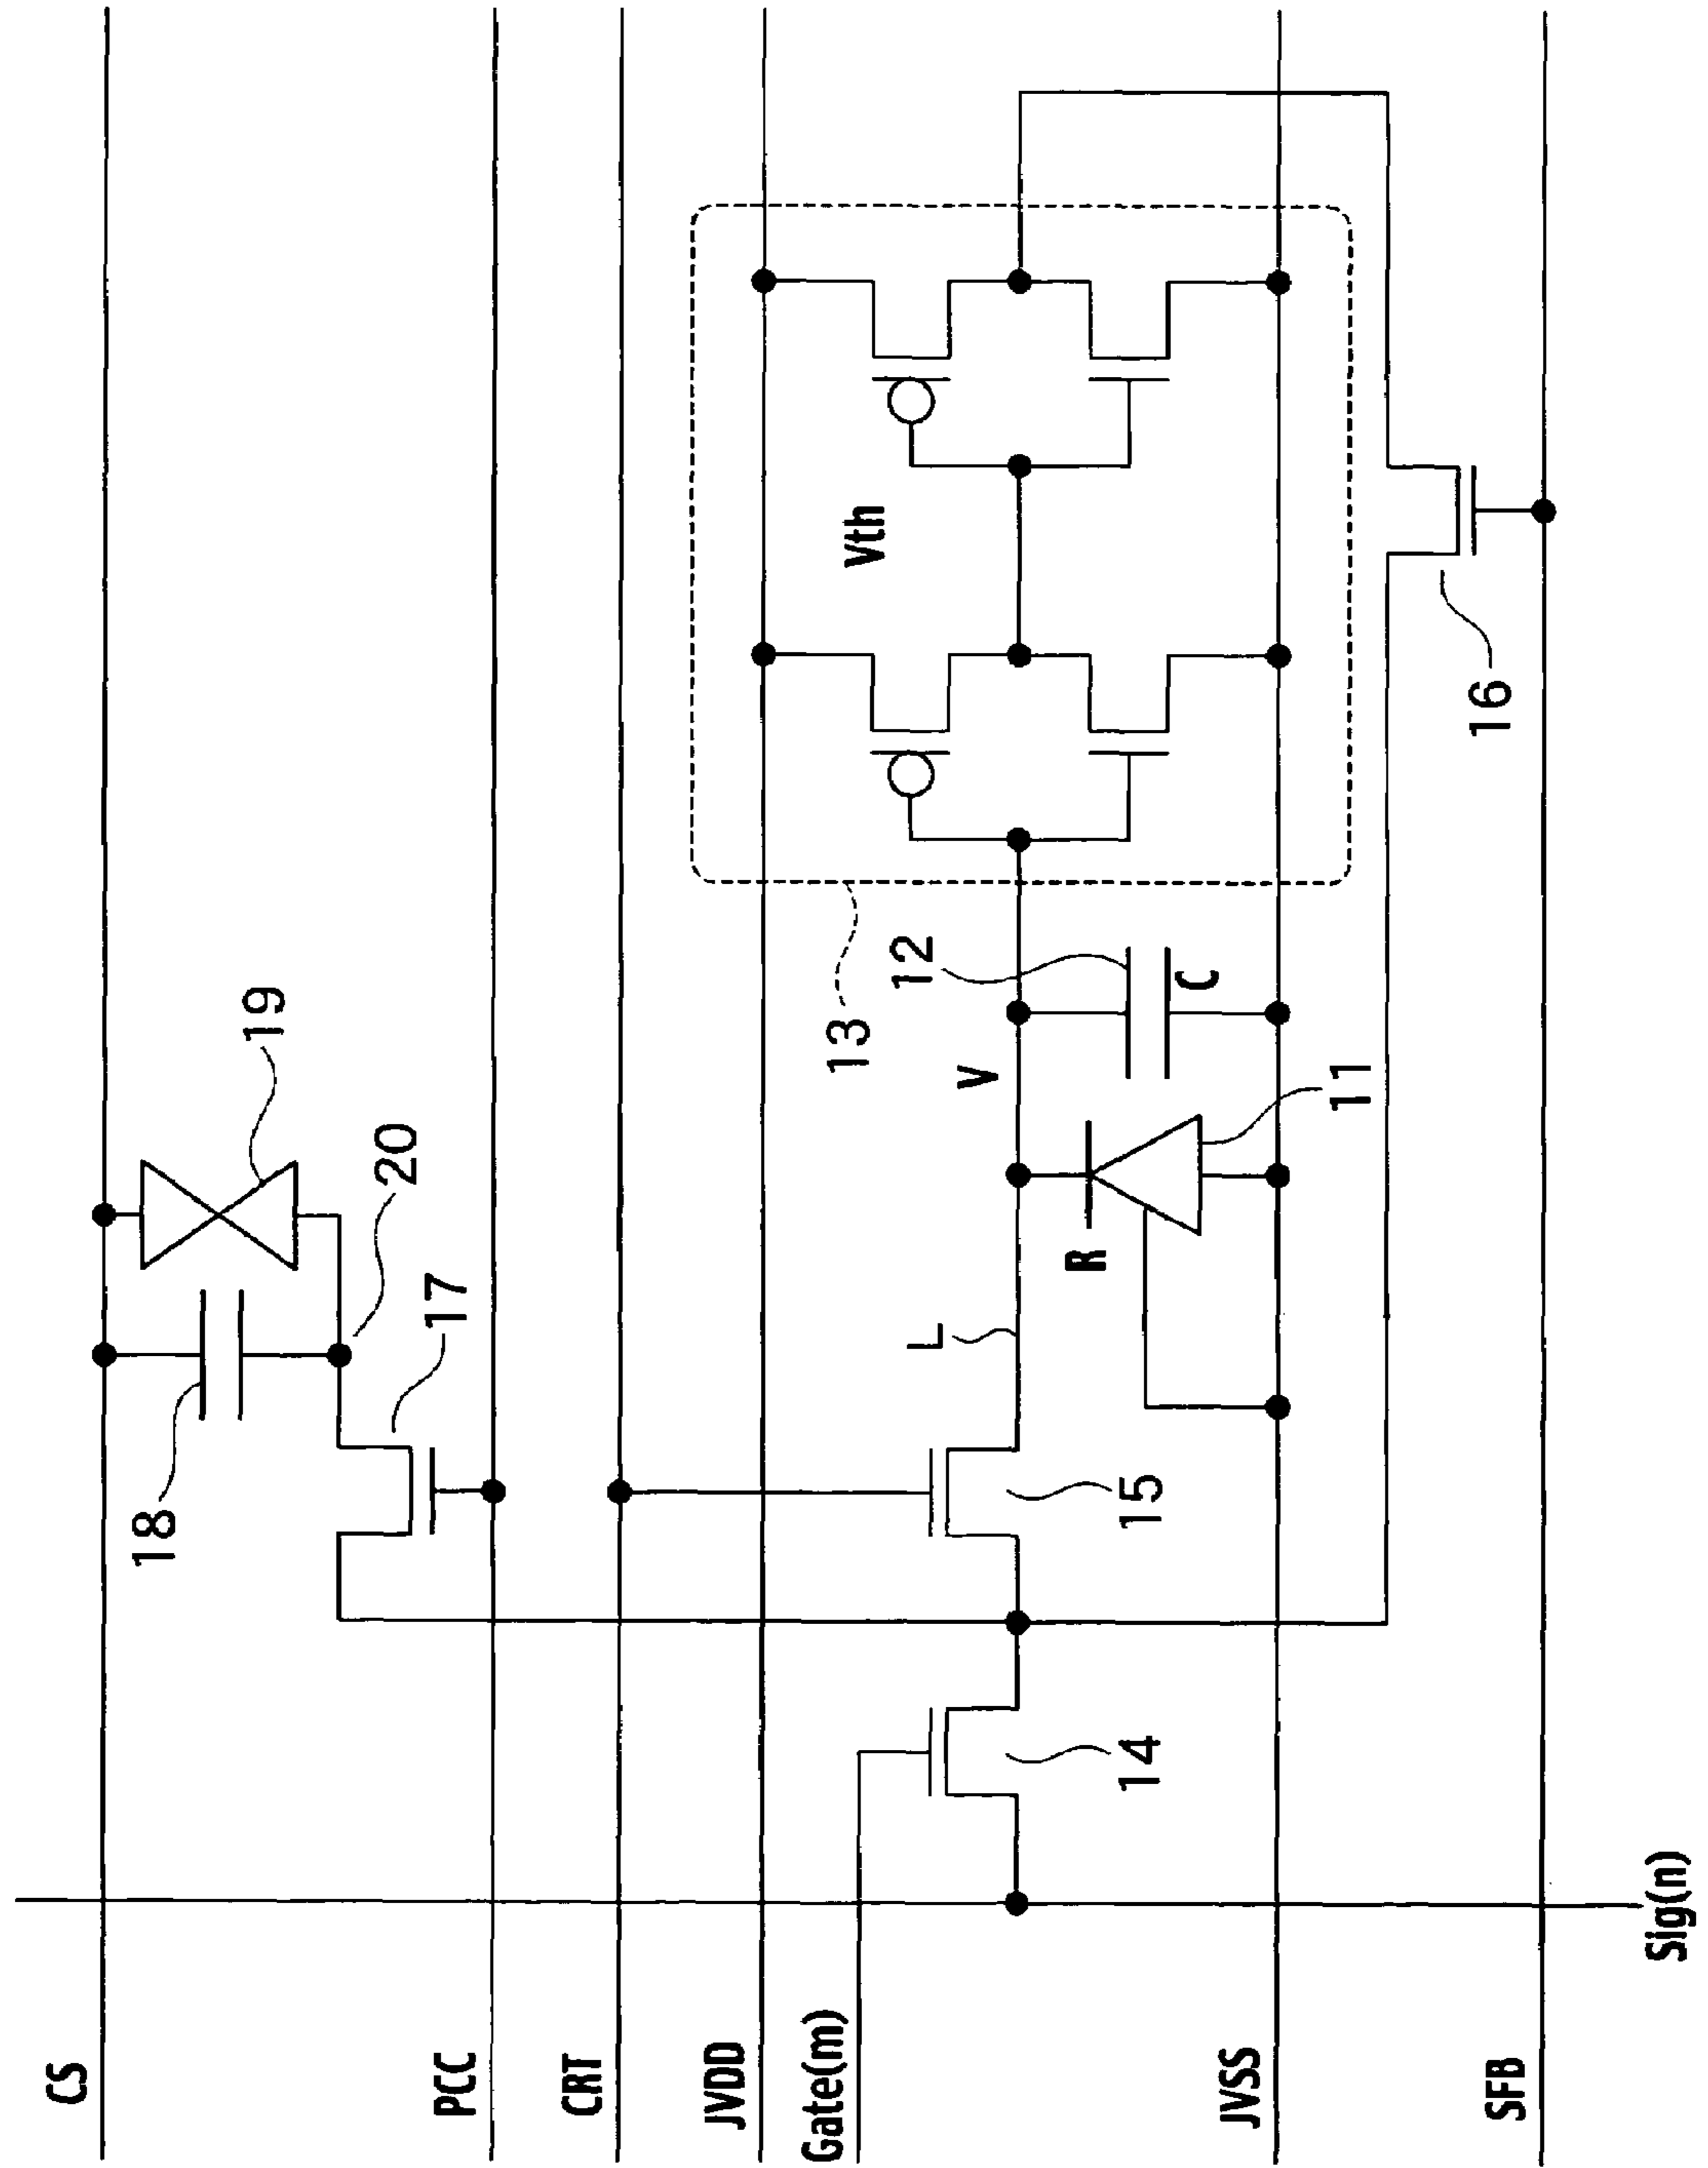 CS
PCC
CRT
JVDD
Gate(m)
JVSS
SFB
Sig(n)
18
17
20
19
14
15
L
R
11
V
12
C
13
Vth
16